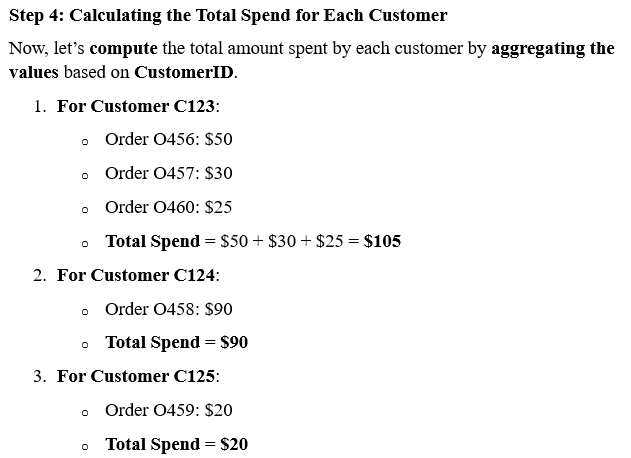 Step 4: Calculating the Total Spend for Each Customer
Now, let’s compute the total amount spent by each customer by aggregating the
values based on CustomerID.
1. For Customer C123:
o Order O456: $50
o Order O457: $30
o Order O460: $25
o Total Spend = $50 + $30 + $25 = $105
2. For Customer C124:
o Order O458: $90
o Total Spend = $90
3. For Customer C125:
o Order O459: $20
o Total Spend = $20